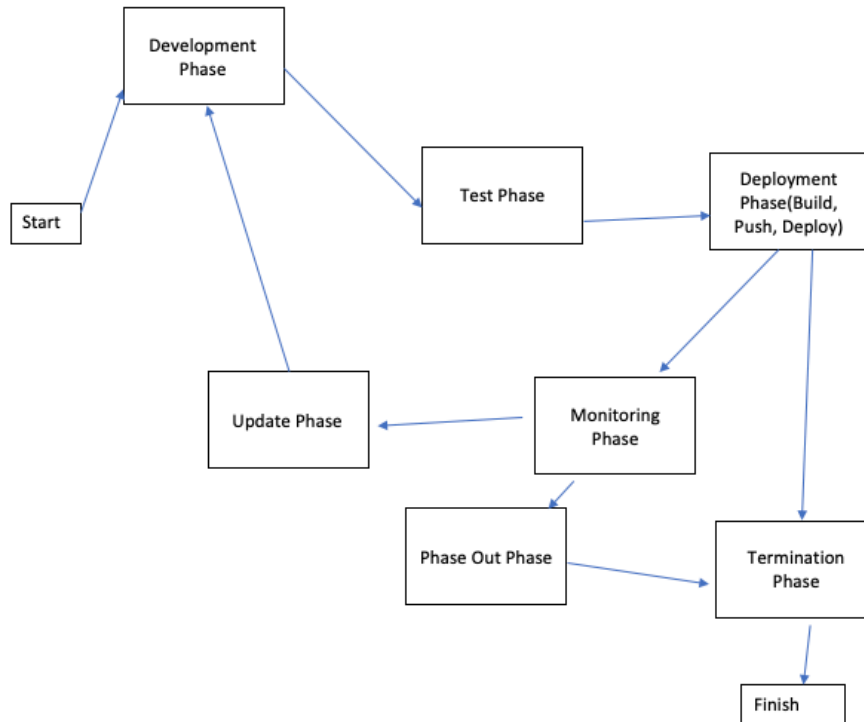 Development
Phase
Test Phase
Deployment
Phase(Build,
Push, Deploy)
Start
Update Phase
Monitoring
Phase
Phase Out Phase
Termination
Phase
Finish